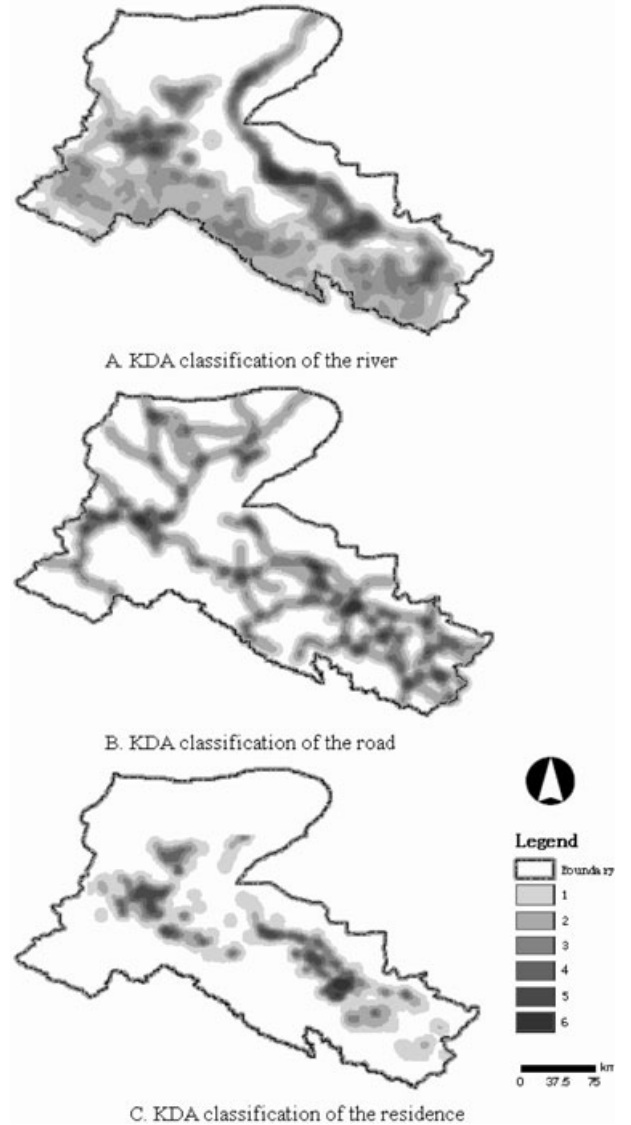 A. KDA classification of the river
B. KDA classification of the road
Legend
Boundary
1
2
3
4
5
6
km
0 37.5 75
C. KDA classification of the residence